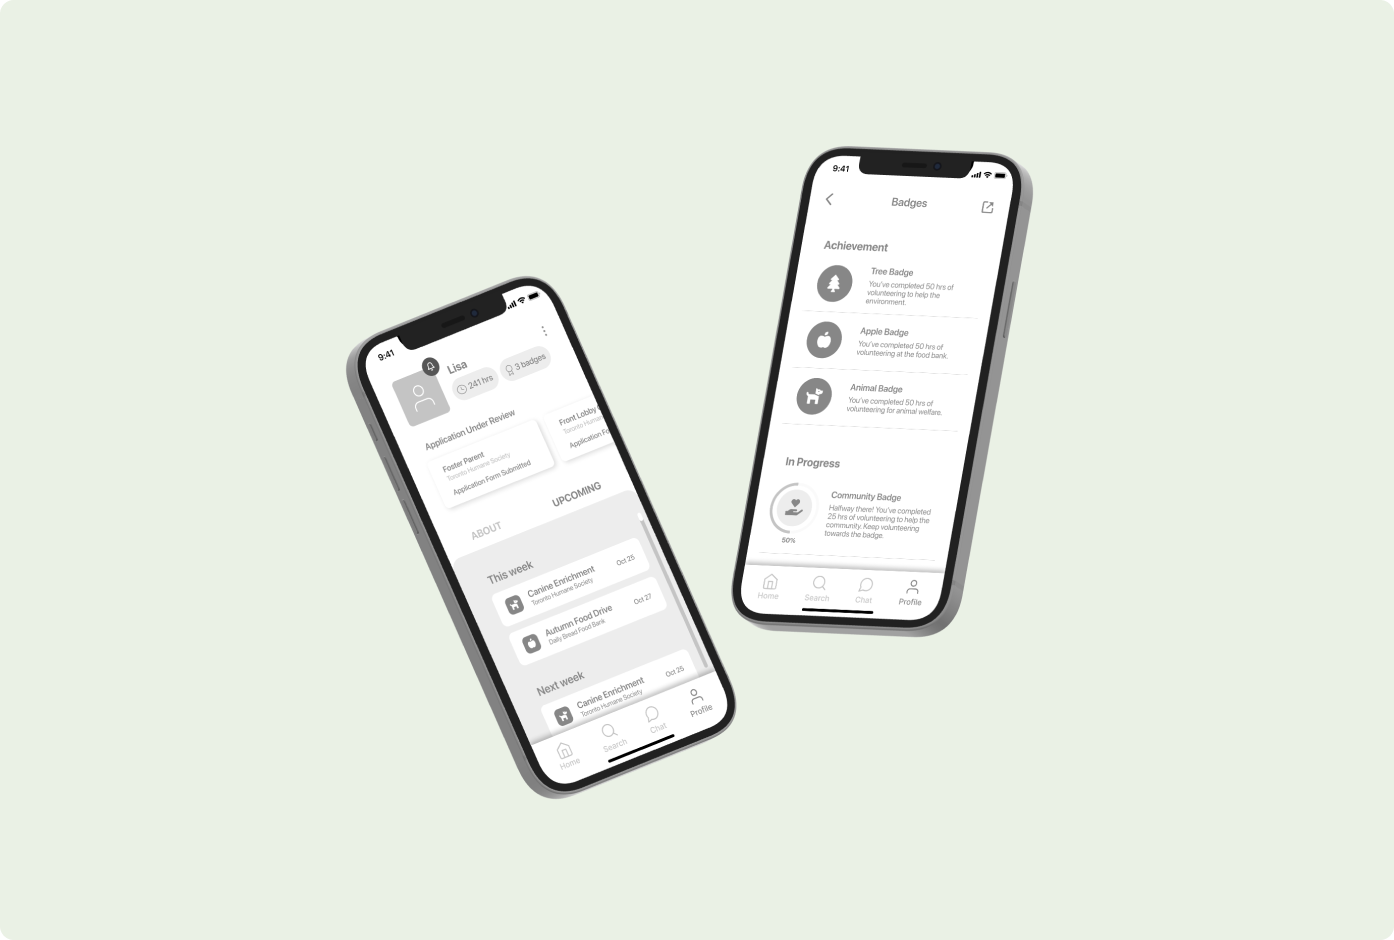 9:41
Lisa
241 hrs
3 badges
Application Under Review
Foster Parent
Toronto Humane Society
Application Form Submitted
Front Lobby
Toronto Human
Application Fo
ABOUT
UPCOMING
This week
Canine Enrichment
Toronto Humane Society
Oct 25
Autumn Food Drive
Daily Bread Food Bank
Oct 27
Next week
Canine Enrichment
Toronto Humane Society
Oct 25
Home
Search
Chat
Profile
9:41
Badges
Achievement
Tree Badge
You've completed 50 hrs of
volunteering to help the
environment.
Apple Badge
You've completed 50 hrs of
volunteering at the food bank.
Animal Badge
You've completed 50 hrs of
volunteering for animal welfare.
In Progress
50%
Community Badge
Halfway there! You've completed
25 hrs of volunteering to help the
community. Keep volunteering
towards the badge.
Home
Search
Chat
Profile